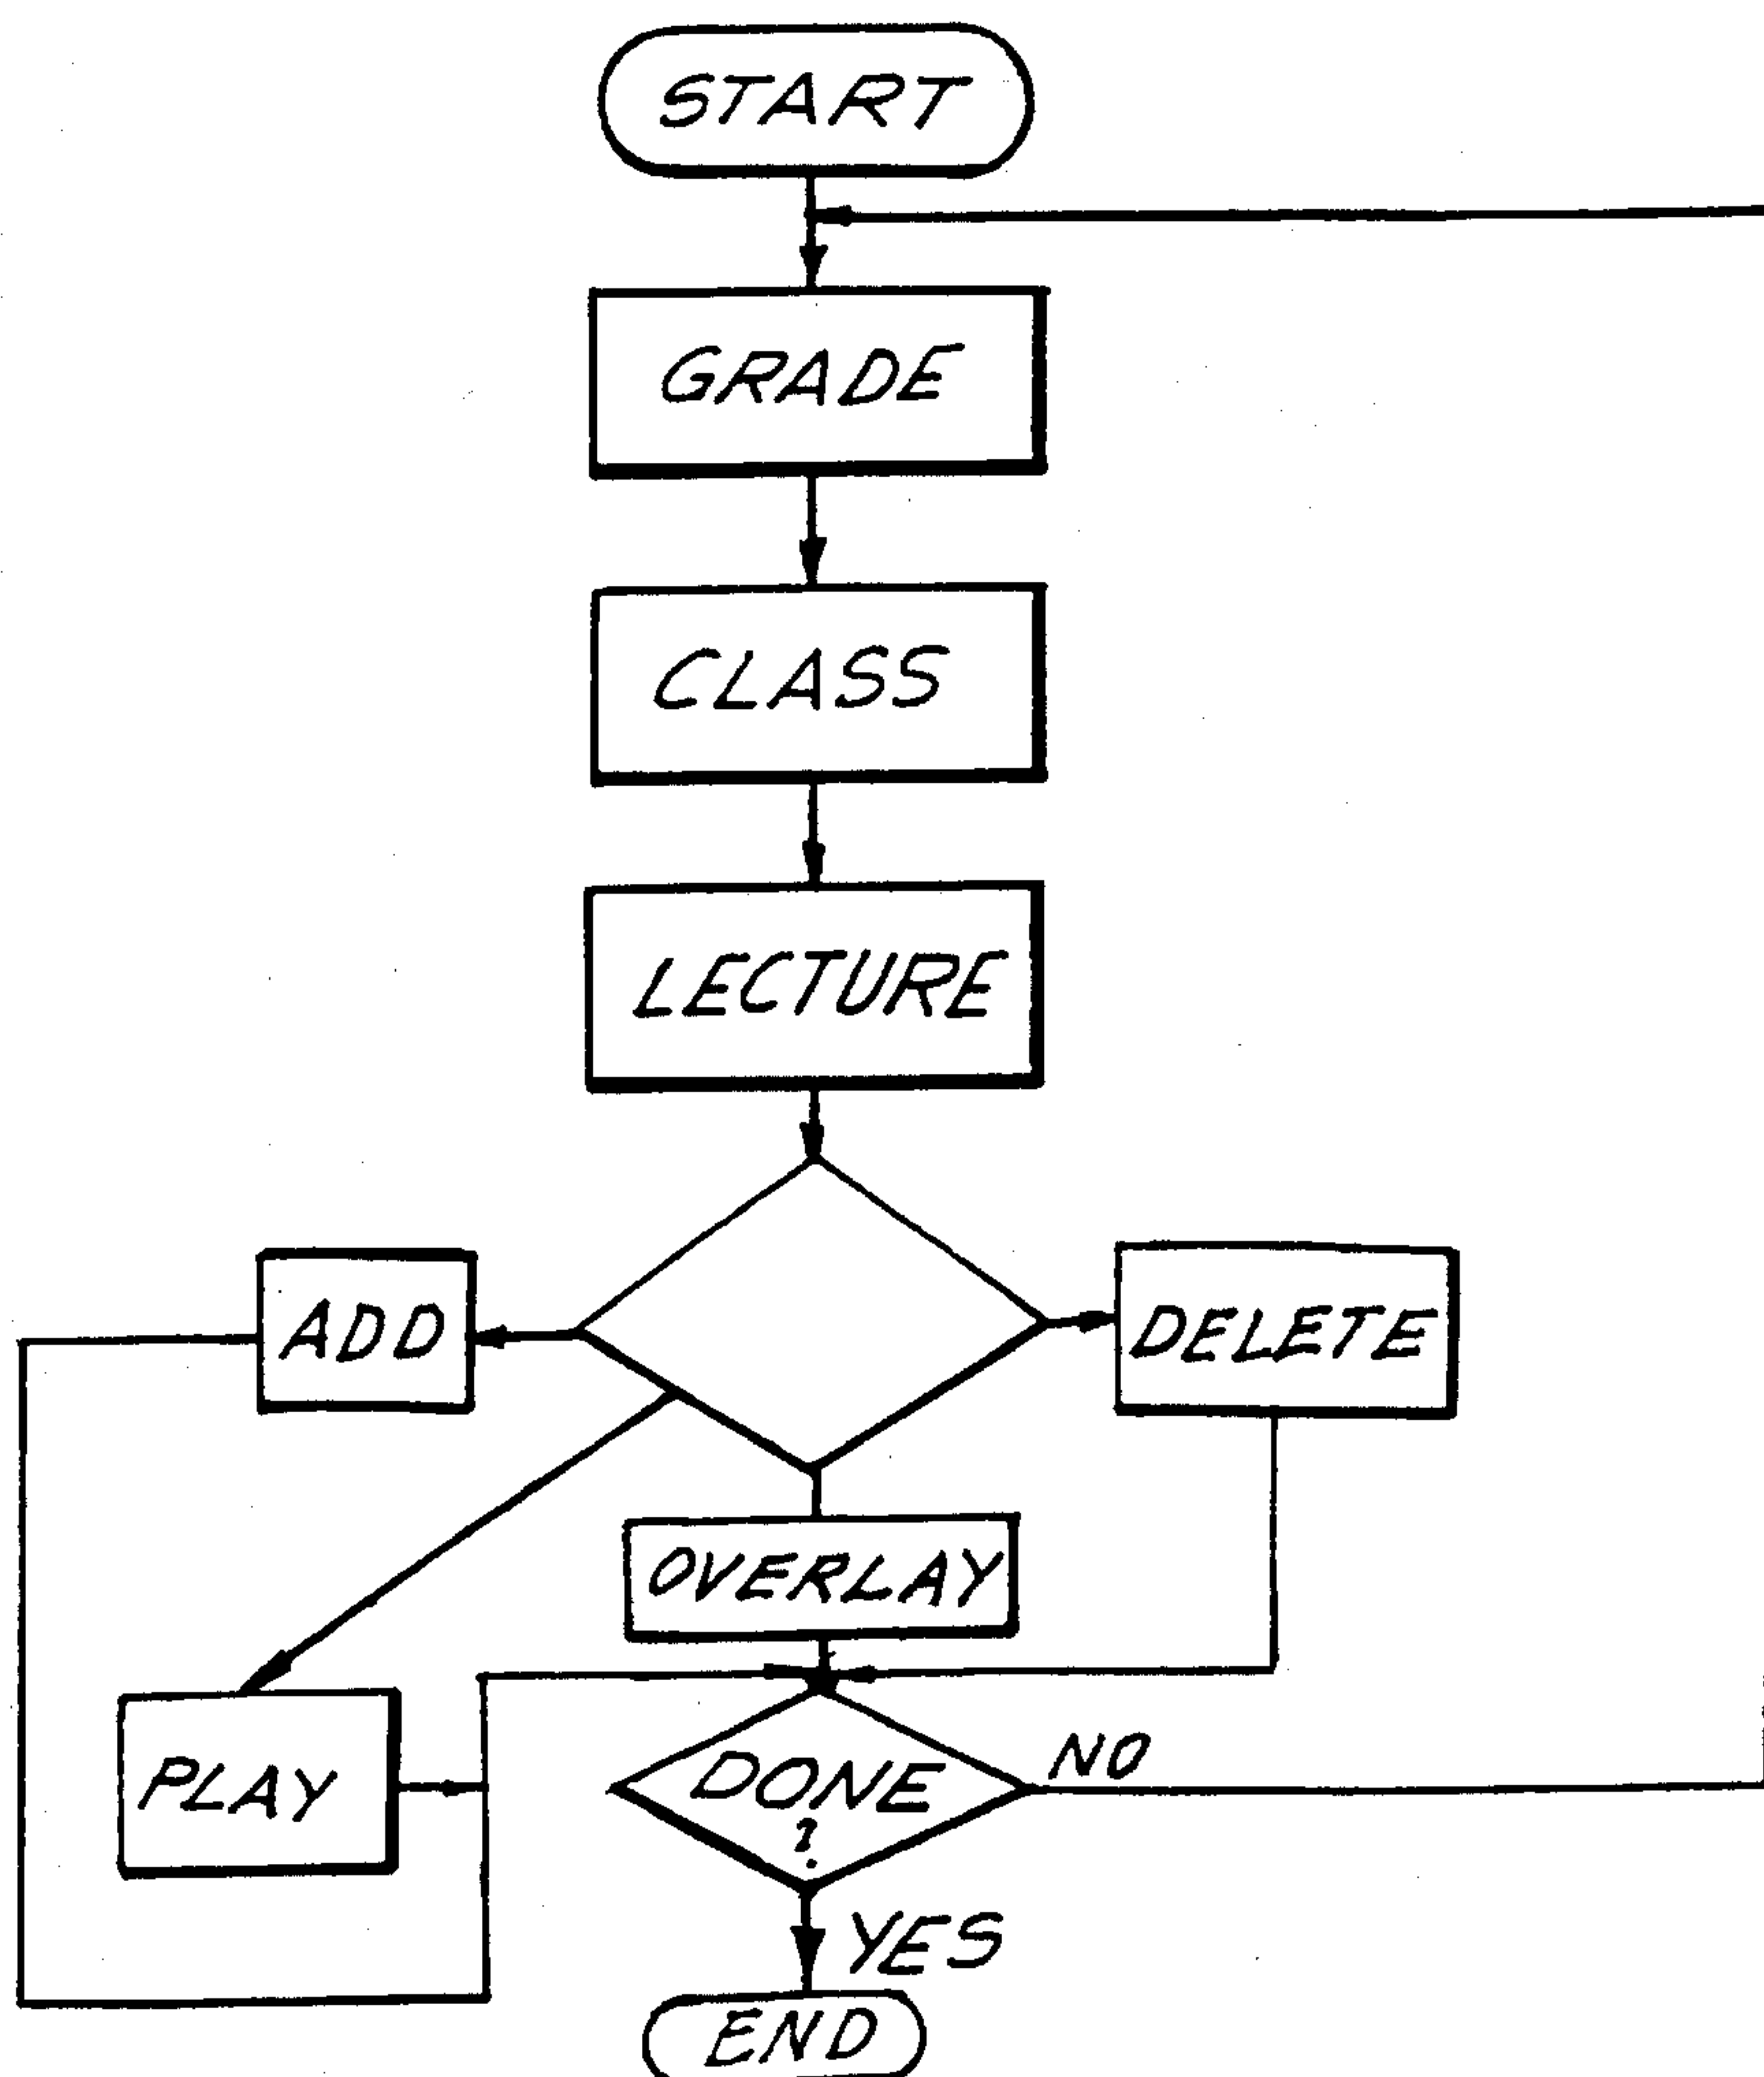 START
GRADE
CLASS
LECTURE
ADD
DELETE
OVERLAY
PLAY
DONE
?
NO
YES
END